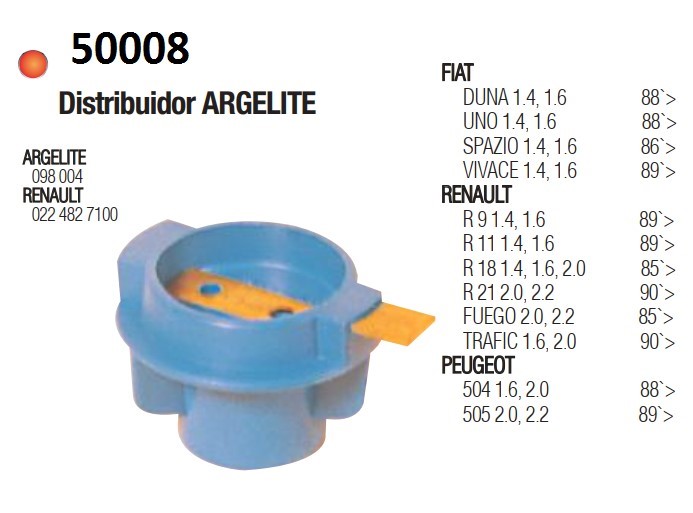 50008
Distribuidor ARGELITE
ARGELITE
098 004
RENAULT
022 482 7100
FIAT
DUNA 1.4, 1.6 88`>
UNO 1.4, 1.6 88`>
SPAZIO 1.4, 1.6 86`>
VIVACE 1.4, 1.6 89`>
RENAULT
R 9 1.4, 1.6 89`>
R 11 1.4, 1.6 89`>
R 18 1.4, 1.6, 2.0 85`>
R 21 2.0, 2.2 90`>
FUEGO 2.0, 2.2 85`>
TRAFIC 1.6, 2.0 90`>
PEUGEOT
504 1.6, 2.0 88`>
505 2.0, 2.2 89`>